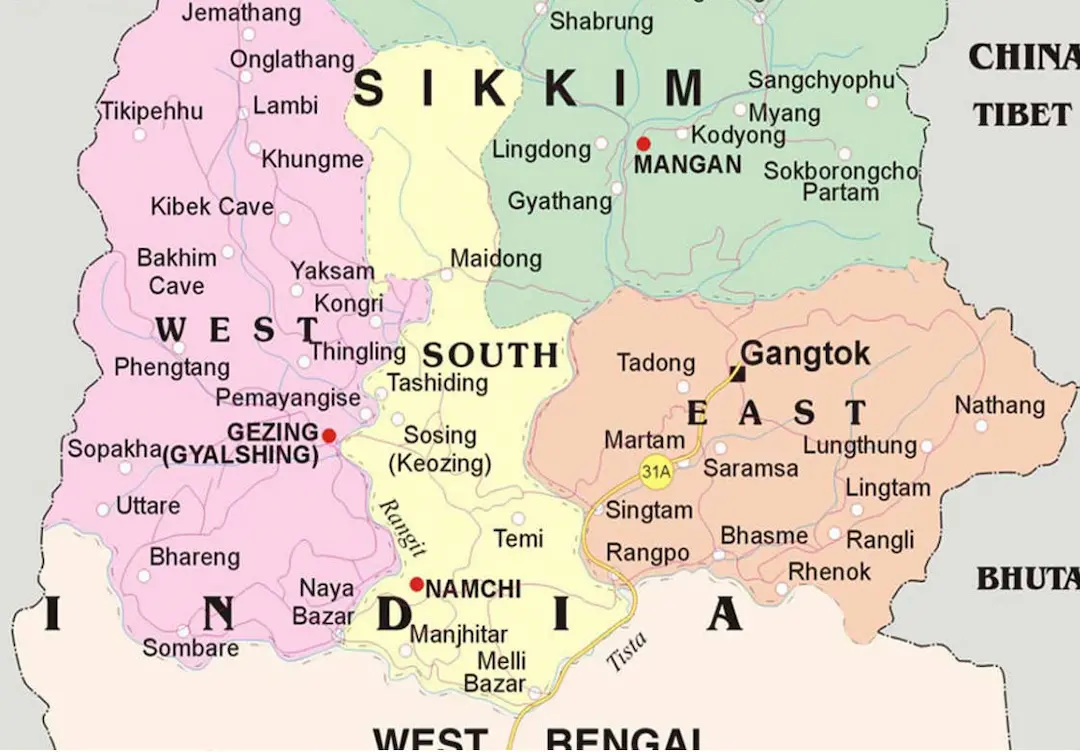 Jemathang
Shabrung
Onglathang
SIKKIM
CHINA
Sangchyophu
TIBET
Tikipehhu
Lambi
Myang
Kodyong
Lingdong
MANGAN
Khungme
Sokborongcho
Partam
Gyathang
Kibek Cave
Bakhim
Cave
Maidong
Yaksam
Kongri
WEST
Thingling
SOUTH
Gangtok
Tadong
Phengtang
Tashiding
Pemayangise
EAST
Nathang
GEZING
(GYALSHING)
Sosing
(Keozing)
Martam
Lungthung
Sopakha
31A
Saramsa
Lingtam
Uttare
Rangit
Singtam
Temi
Bhasme
Rangli
Rangpo
Bhareng
Rhenok
BHUTA
NAMCHI
Naya
Bazar
INDIA
Manjhitar
Sombare
Tista
Melli
Bazar
WEST BENGAL